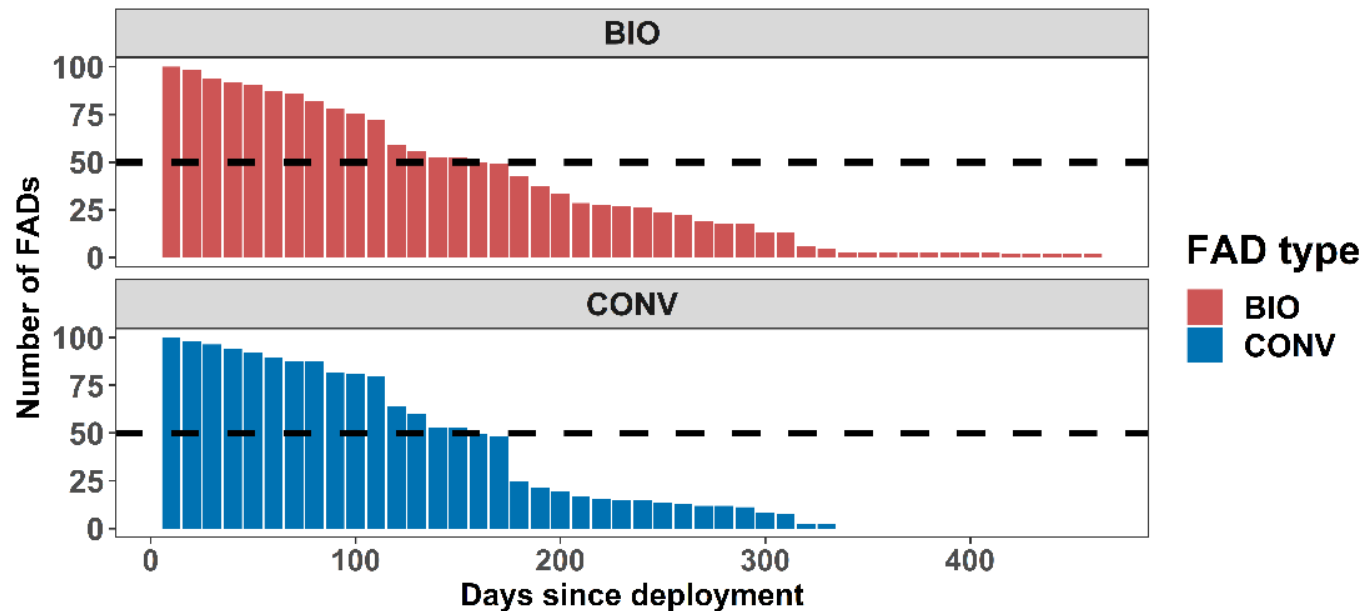 BIO
100
75
50
25
0
CONV
100
75
50
25
0
Number of FADs
0 100 200 300 400
Days since deployment
FAD type
BIO
CONV